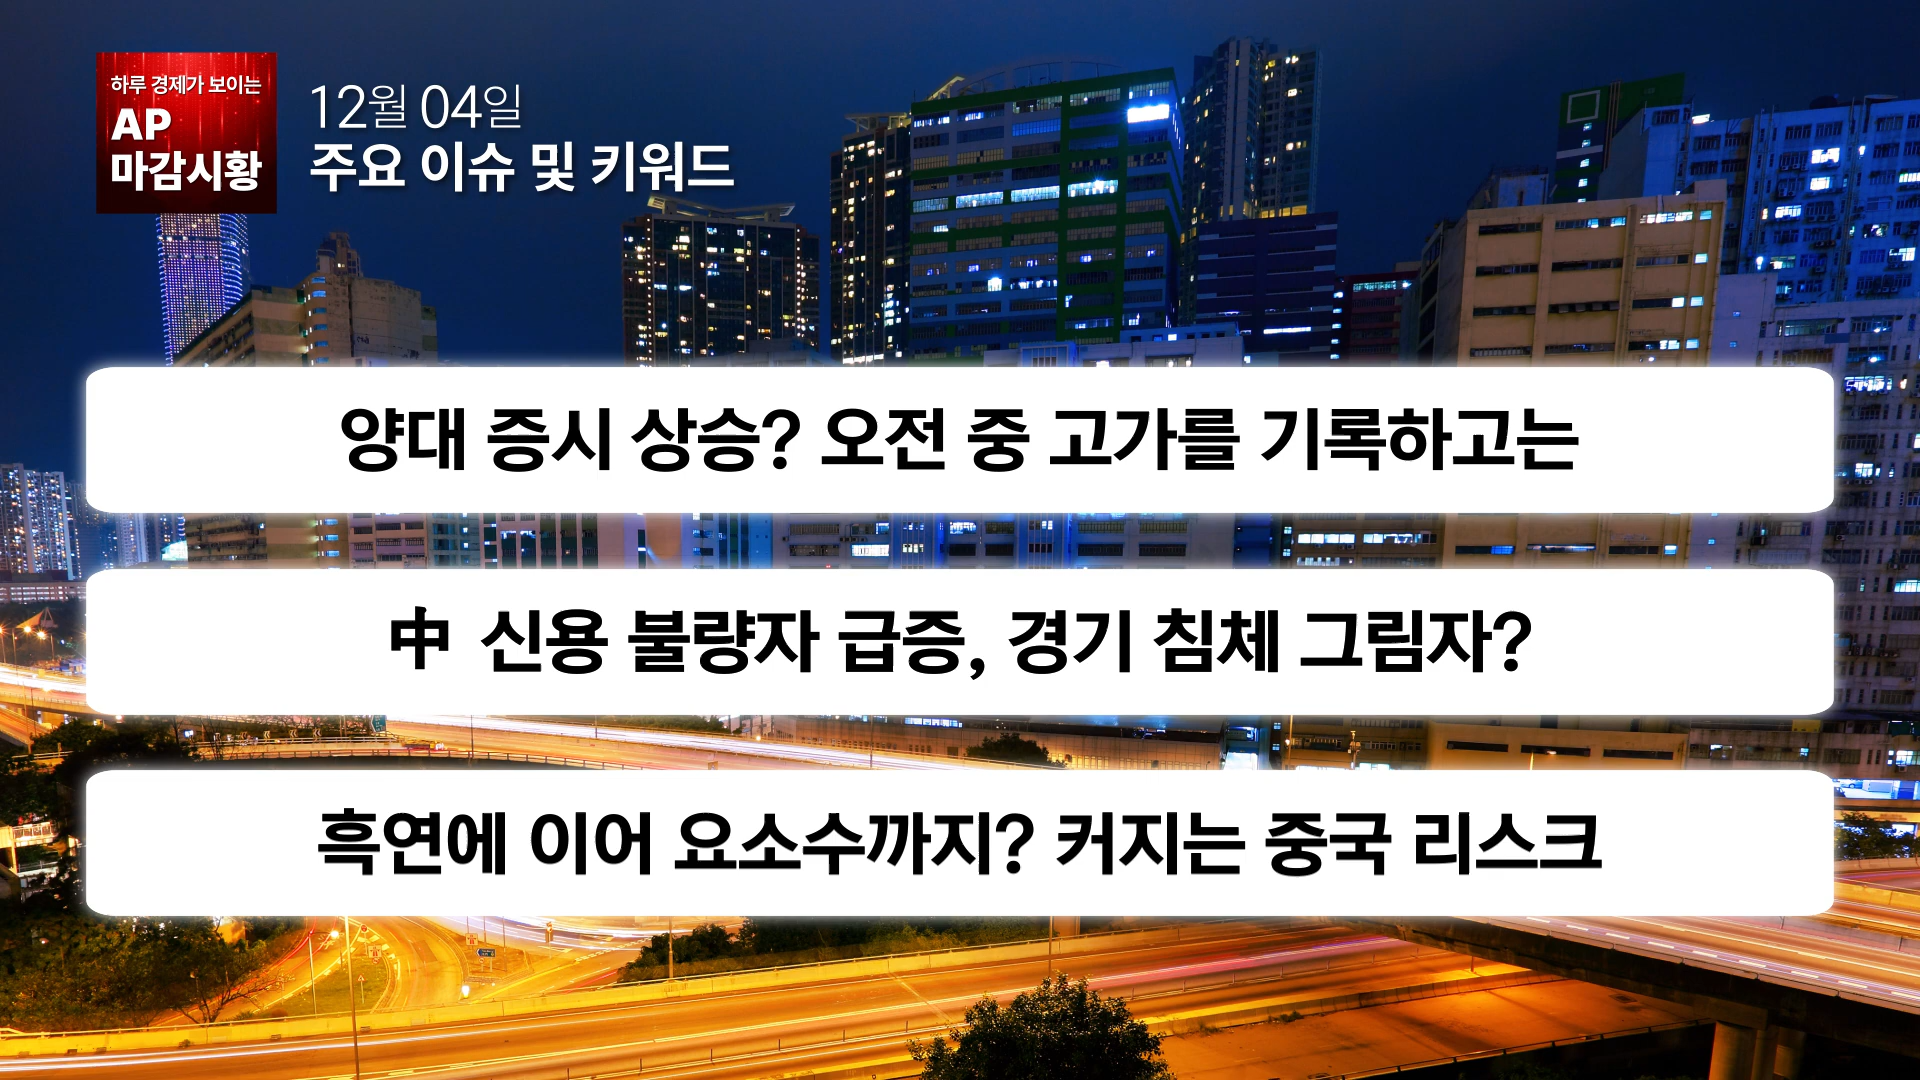 하루 경제가 보이는
AP
마감시황
12월 04일
주요 이슈 및 키워드
양대 증시 상승? 오전 중 고가를 기록하고는
中 신용 불량자 급증, 경기 침체 그림자?
흑연에 이어 요소수까지? 커지는 중국 리스크